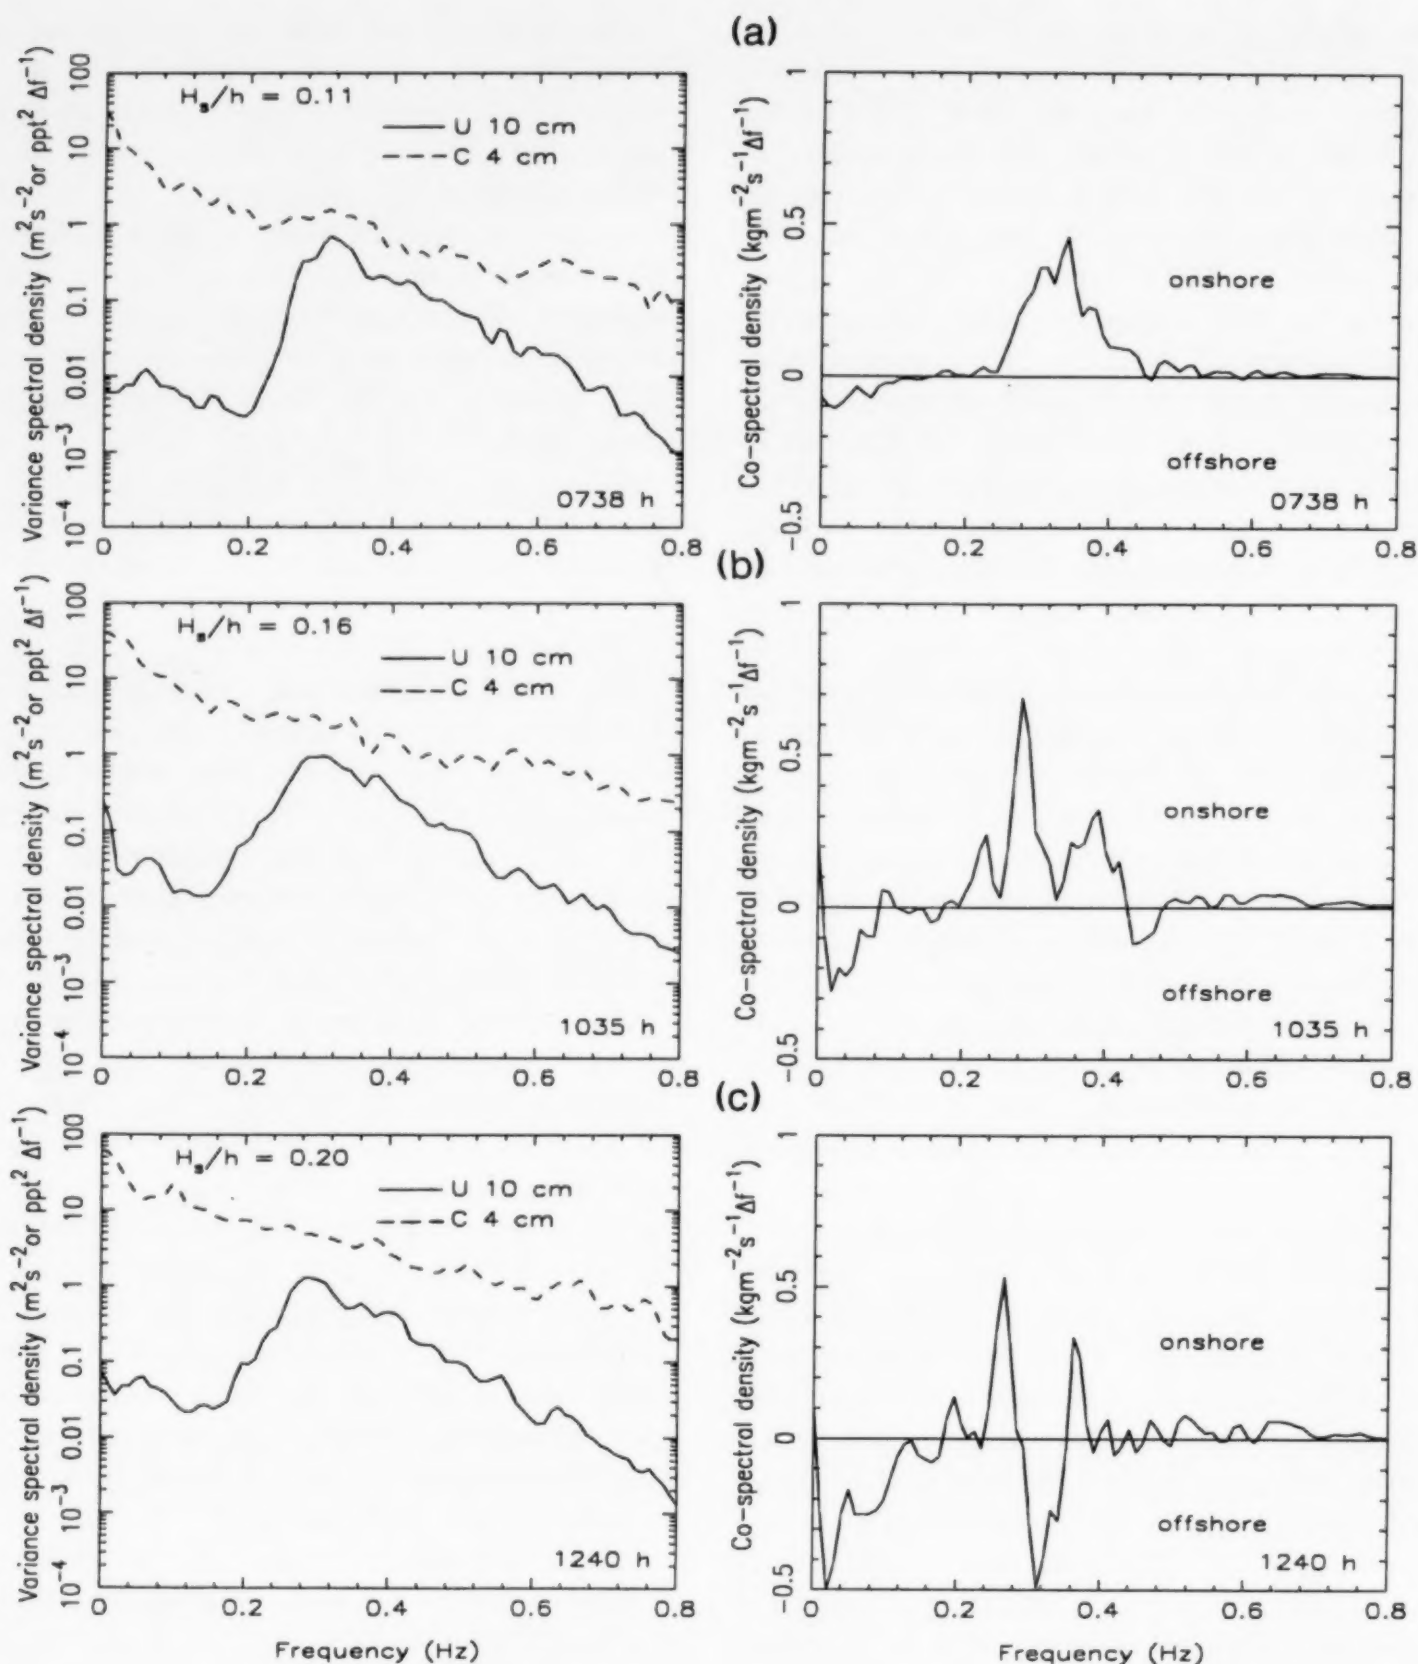 (a)
Variance spectral density (m²s⁻² or ppt² Δf⁻¹)
100
10
1
0.1
0.01
10⁻³
10⁻⁴
Hₛ/h = 0.11
U 10 cm
C 4 cm
0738 h
0 0.2 0.4 0.6 0.8
Co-spectral density (kgm⁻²s⁻¹Δf⁻¹)
1
0.5
0
-0.5
onshore
offshore
0738 h
0 0.2 0.4 0.6 0.8
(b)
Variance spectral density (m²s⁻² or ppt² Δf⁻¹)
100
10
1
0.1
0.01
10⁻³
10⁻⁴
Hₛ/h = 0.16
U 10 cm
C 4 cm
1035 h
0 0.2 0.4 0.6 0.8
Co-spectral density (kgm⁻²s⁻¹Δf⁻¹)
1
0.5
0
-0.5
onshore
offshore
1035 h
0 0.2 0.4 0.6 0.8
(c)
Variance spectral density (m²s⁻² or ppt² Δf⁻¹)
100
10
1
0.1
0.01
10⁻³
10⁻⁴
Hₛ/h = 0.20
U 10 cm
C 4 cm
1240 h
0 0.2 0.4 0.6 0.8
Frequency (Hz)
Co-spectral density (kgm⁻²s⁻¹Δf⁻¹)
1
0.5
0
-0.5
onshore
offshore
1240 h
0 0.2 0.4 0.6 0.8
Frequency (Hz)